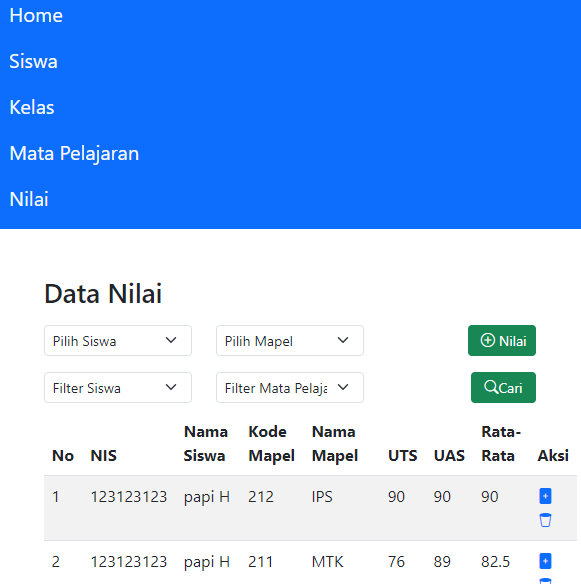 Home
Siswa
Kelas
Mata Pelajaran
Nilai
Data Nilai
Pilih Siswa Pilih Mapel Nilai
Filter Siswa Filter Mata Pelaja Cari
No NIS Nama Siswa Kode Mapel Nama Mapel UTS UAS Rata-Rata Aksi
1 123123123 papi H 212 IPS 90 90 90
2 123123123 papi H 211 MTK 76 89 82.5